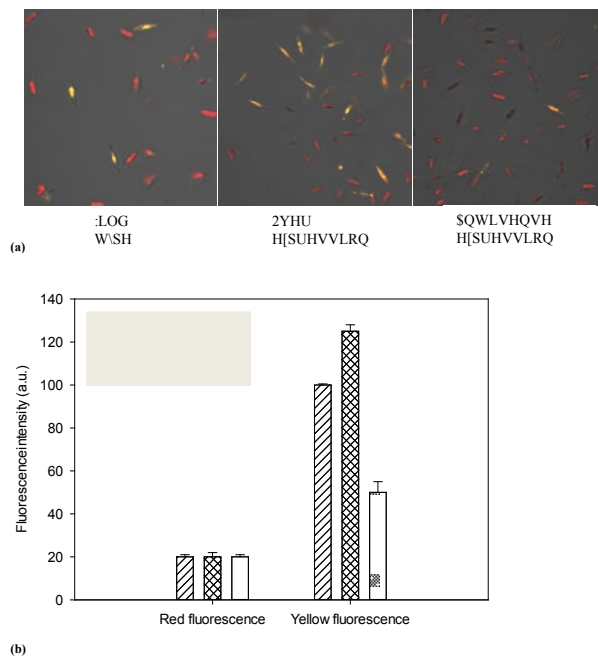 :LOG
W\SH
2YHU
H[SUHVVLRQ
$QWLVHQVH
H[SUHVVLRQ
(a)
140
120
100
80
60
40
20
0
Fluorescenceintensity (a.u.)
Red fluorescence
Yellow fluorescence
(b)